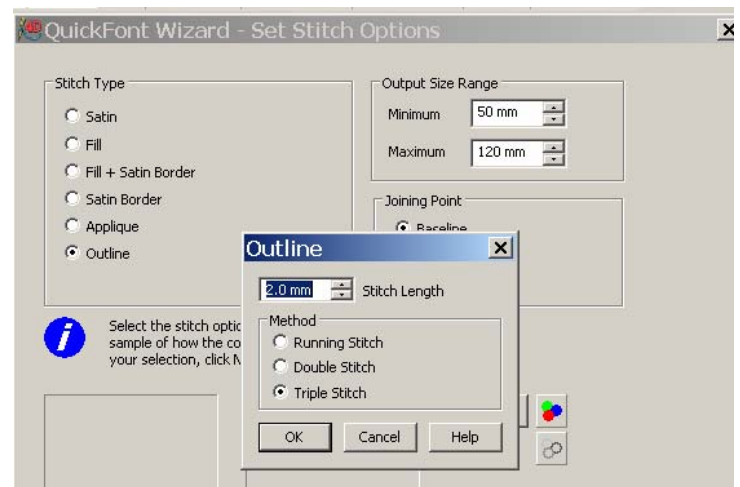 QuickFont Wizard - Set Stitch Options
Stitch Type
Satin
Fill
Fill + Satin Border
Satin Border
Applique
Outline
Output Size Range
Minimum 50 mm
Maximum 120 mm
Joining Point
Baseline
Outline
2.0 mm Stitch Length
Method
Running Stitch
Double Stitch
Triple Stitch
OK Cancel Help
Select the stitch optio
sample of how the co
your selection, click N